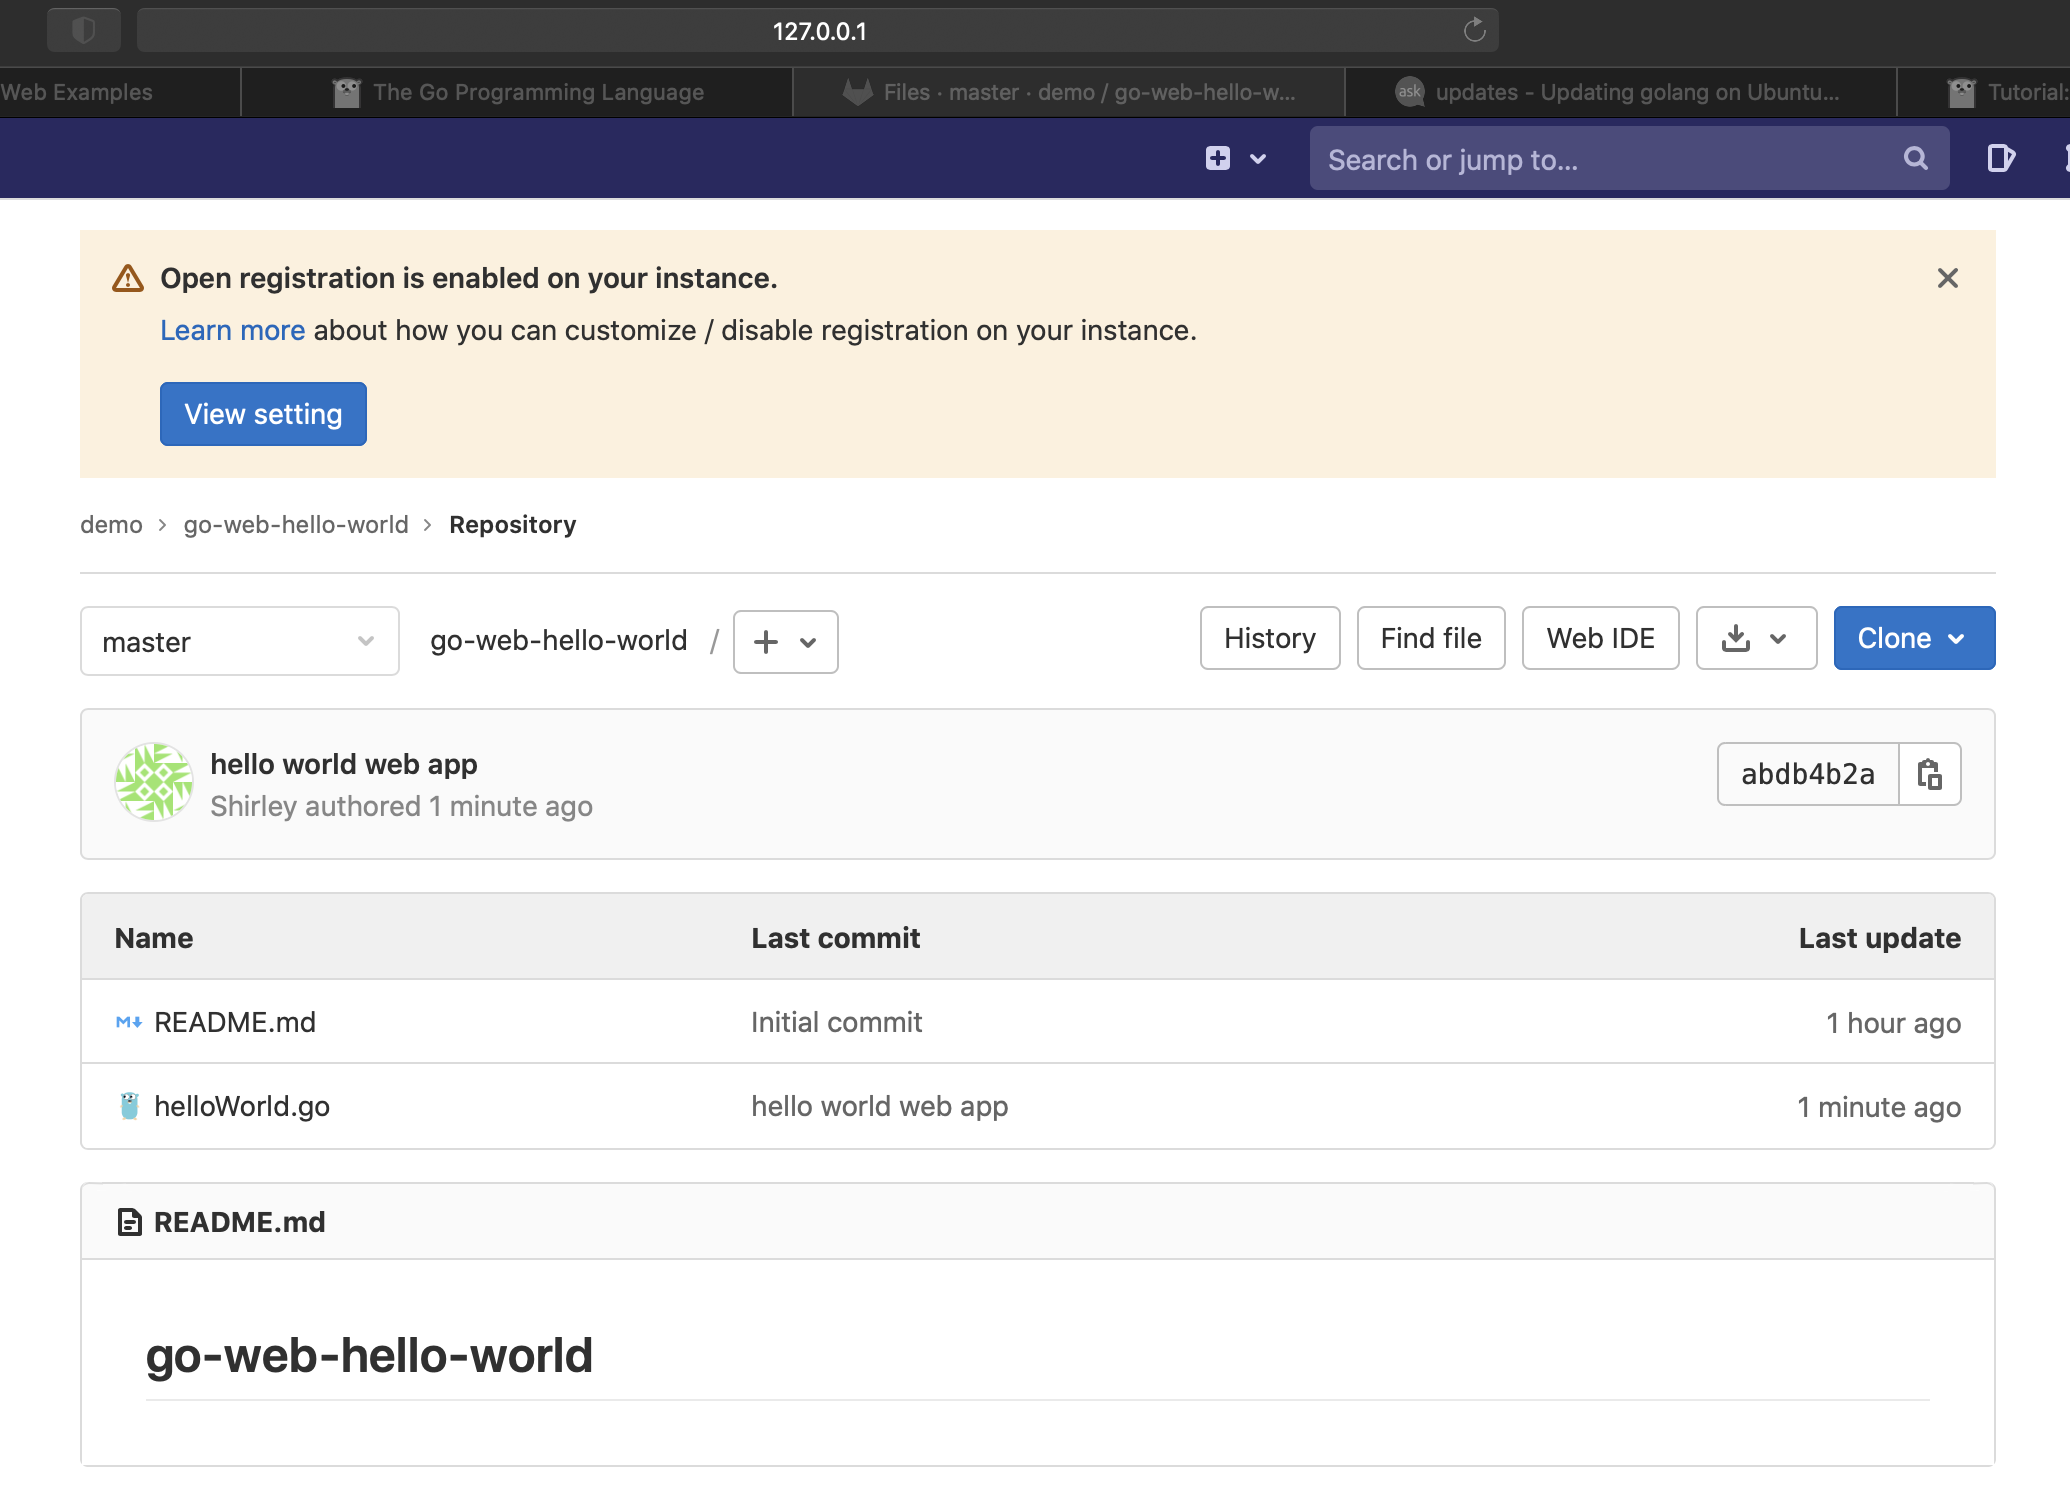 127.0.0.1
Web Examples
The Go Programming Language
Files · master · demo / go-web-hello-w...
ask
updates - Updating golang on Ubuntu...
Tutorial:
Search or jump to...
Open registration is enabled on your instance.
Learn more about how you can customize / disable registration on your instance.
View setting
demo > go-web-hello-world > Repository
master
go-web-hello-world /
History
Find file
Web IDE
Clone
hello world web app
Shirley authored 1 minute ago
abdb4b2a
Name Last commit Last update
M README.md Initial commit 1 hour ago
helloWorld.go hello world web app 1 minute ago
README.md
go-web-hello-world